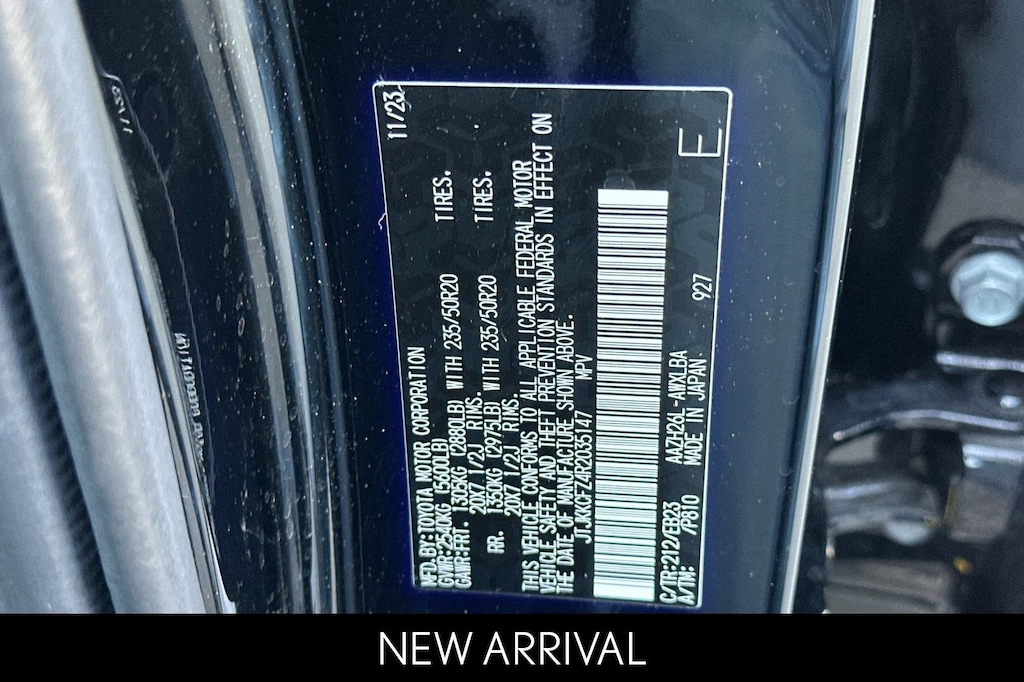 MFD.BY:TOYOTA MOTOR CORPORATION 11/23
GVWR:2540KG (5600LB)
GAWR:FRT. 1305KG (2880LB) WITH 235/50R20 TIRES.
20X7 1/2J RIMS.
RR. 1350KG (2975LB) WITH 235/50R20 TIRES.
20X7 1/2J RIMS.
THIS VEHICLE CONFORMS TO ALL APPLICABLE FEDERAL MOTOR
VEHICLE SAFETY AND THEFT PREVENTION STANDARDS IN EFFECT ON
THE DATE OF MANUFACTURE SHOWN ABOVE.
JTJKKCFZ4R2035147 MPV
C/TR:212/EB23 AAZH26L-AWXLBA
A/TM: /P810 MADE IN JAPAN 927
E
NEW ARRIVAL